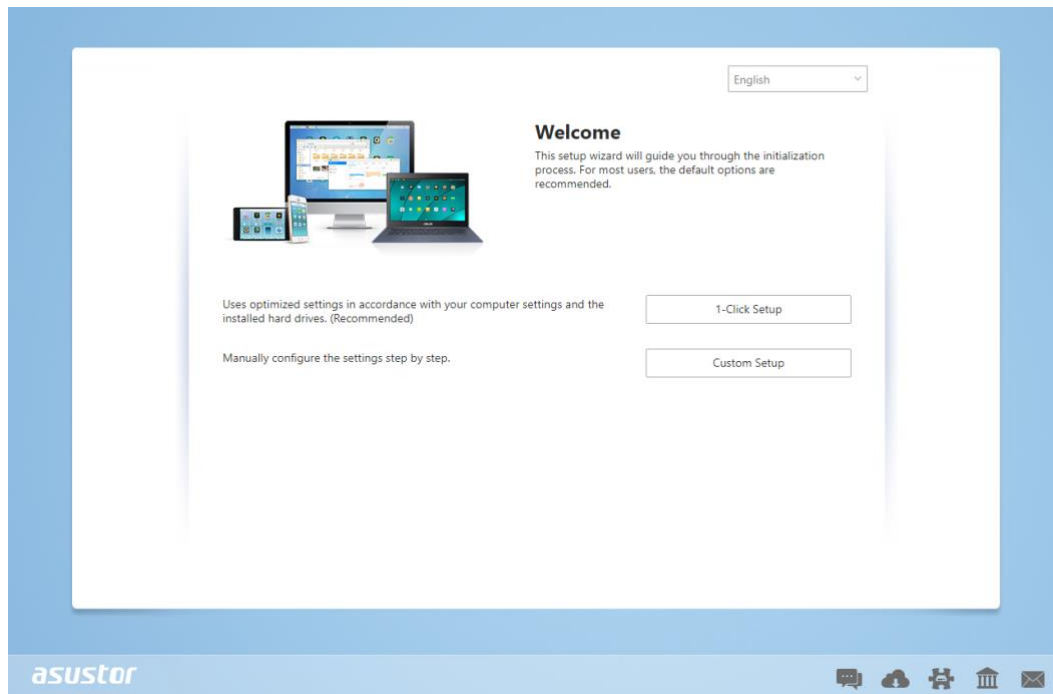 English
Welcome
This setup wizard will guide you through the initialization
process. For most users, the default options are
recommended.
Uses optimized settings in accordance with your computer settings and the
installed hard drives. (Recommended)
1-Click Setup
Manually configure the settings step by step.
Custom Setup
asustor